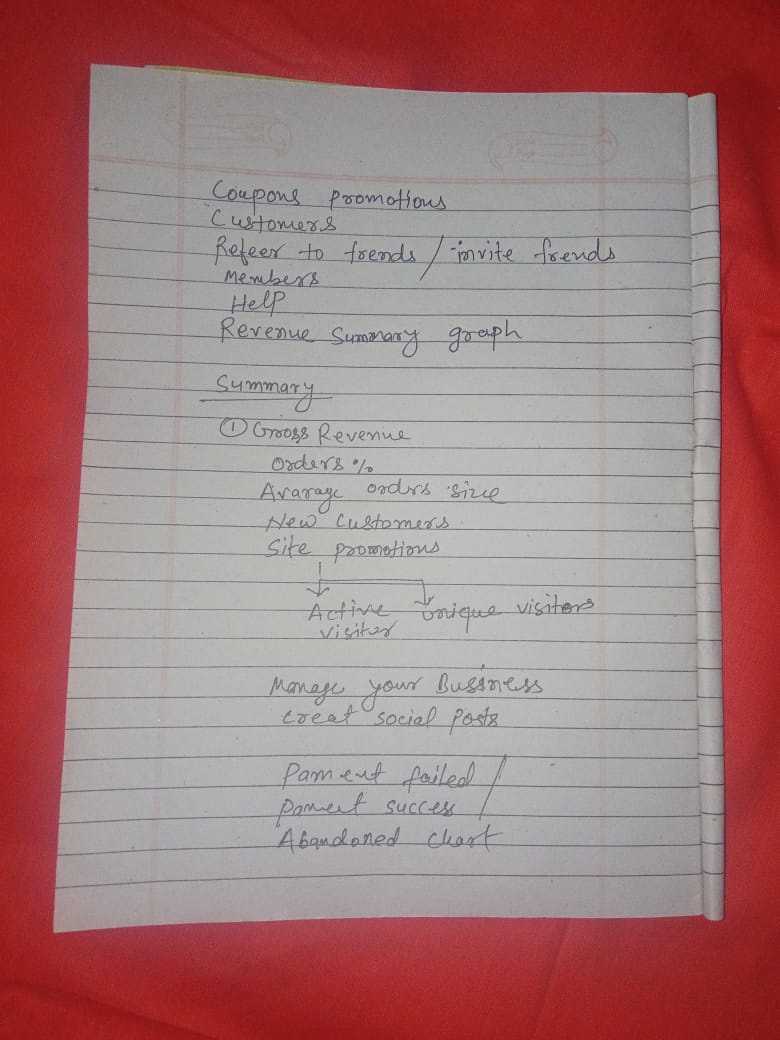 Coupons promotions
Customers
Refeer to frends / invite frends
Members
Help
Revenue Summary graph
Summary
① Gross Revenue
Orders %
Avarage orders size
New Customers
Site promotions
Active unique visitors
visitor
Manage your Bussiness
creat social posts
Pament failed /
pament success /
Abandoned chart